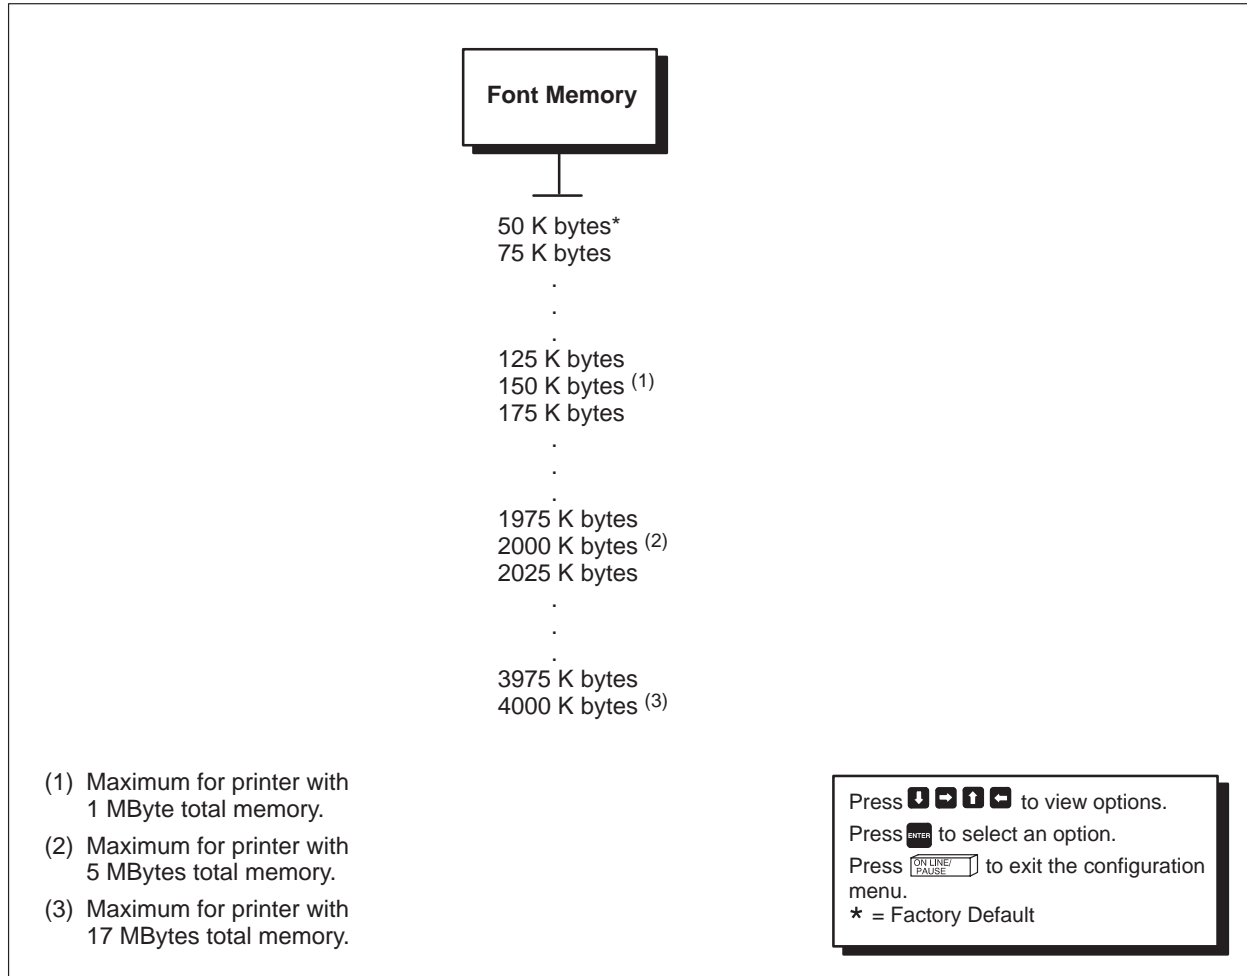 Font Memory
50 K bytes*
75 K bytes
.
.
.
125 K bytes
150 K bytes (1)
175 K bytes
.
.
.
1975 K bytes
2000 K bytes (2)
2025 K bytes
.
.
.
3975 K bytes
4000 K bytes (3)
(1) Maximum for printer with
1 MByte total memory.
(2) Maximum for printer with
5 MBytes total memory.
(3) Maximum for printer with
17 MBytes total memory.
Press to view options.
Press ENTER to select an option.
Press ON LINE/ PAUSE to exit the configuration
menu.
* = Factory Default